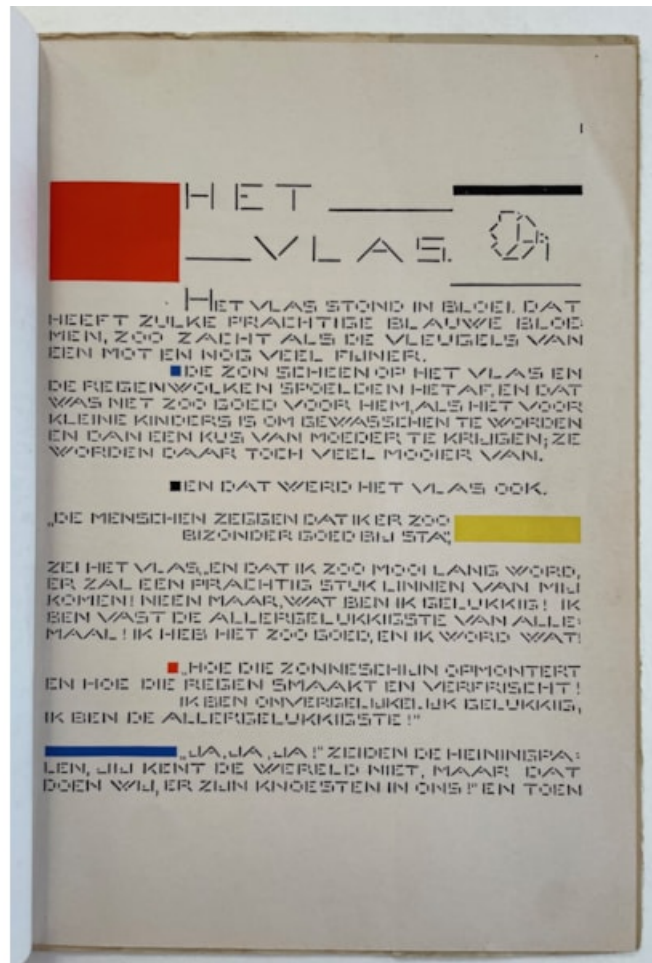 1
HET
VLAS.
HET VLAS STOND IN BLOEI. DAT
HEEFT ZULKE PRACHTIGE BLAUWE BLOE-
MEN, ZOO ZACHT ALS DE VLEUGELS VAN
EEN MOT EN NOG VEEL FIJNER.
DE ZON SCHEEN OP HET VLAS EN
DE REGENWOLKEN SPOELDEN HET AF, EN DAT
WAS NET ZOO GOED VOOR HEM, ALS HET VOOR
KLEINE KINDERS IS OM GEWASSCHEN TE WORDEN
EN DAN EEN KUS VAN MOEDER TE KRIJGEN; ZE
WORDEN DAAR TOCH VEEL MOOIER VAN.
EN DAT WERD HET VLAS OOK.
„DE MENSCHEN ZEGGEN DAT IK ER ZOO
BIZONDER GOED BIJ STA”,
ZEI HET VLAS, „EN DAT IK ZOO MOOI LANG WORD,
ER ZAL EEN PRACHTIG STUK LINNEN VAN MIJ
KOMEN! NEEN MAAR, WAT BEN IK GELUKKIG! IK
BEN VAST DE ALLERGELUKKIGSTE VAN ALLE-
MAAL! IK HEB HET ZOO GOED, EN IK WORD WAT!
„HOE DIE ZONNESCHIJN OPMONTERT
EN HOE DIE REGEN SMAAKT EN VERFRISCHT!
IK BEN ONVERGELIJKELIJK GELUKKIG,
IK BEN DE ALLERGELUKKIGSTE!”
„JA, JA, JA!” ZEIDEN DE HEININGPA-
LEN, JIJ KENT DE WERELD NIET, MAAR DAT
DOEN WIJ, ER ZIJN KNOESTEN IN ONS!” EN TOEN